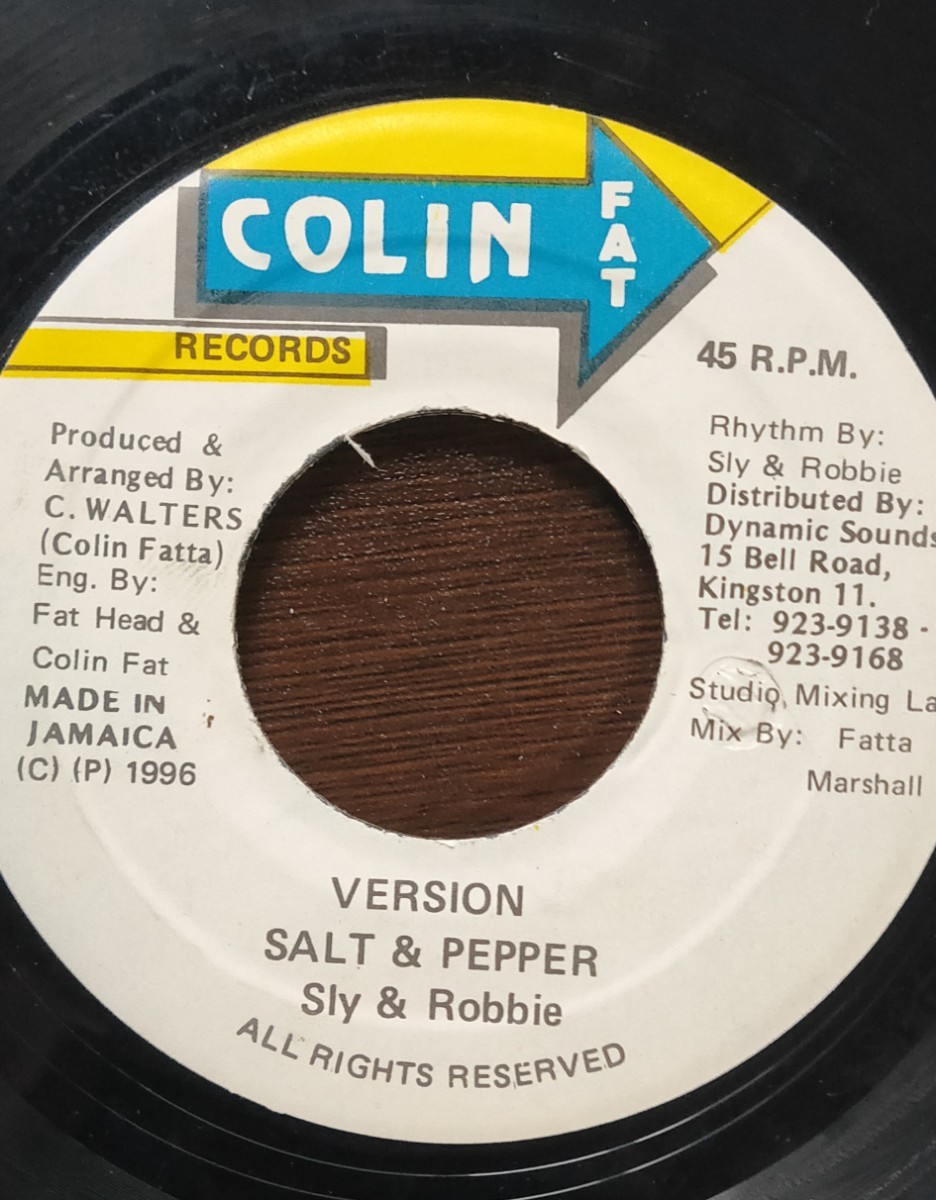 COLIN
FAT
RECORDS
45 R.P.M.
Produced &
Arranged By:
C. WALTERS
(Colin Fatta)
Eng. By:
Fat Head &
Colin Fat
MADE IN
JAMAICA
(C) (P) 1996
Rhythm By:
Sly & Robbie
Distributed By:
Dynamic Sounds
15 Bell Road,
Kingston 11.
Tel: 923-9138 -
923-9168
Studio, Mixing La
Mix By: Fatta
Marshall
VERSION
SALT & PEPPER
Sly & Robbie
ALL RIGHTS RESERVED